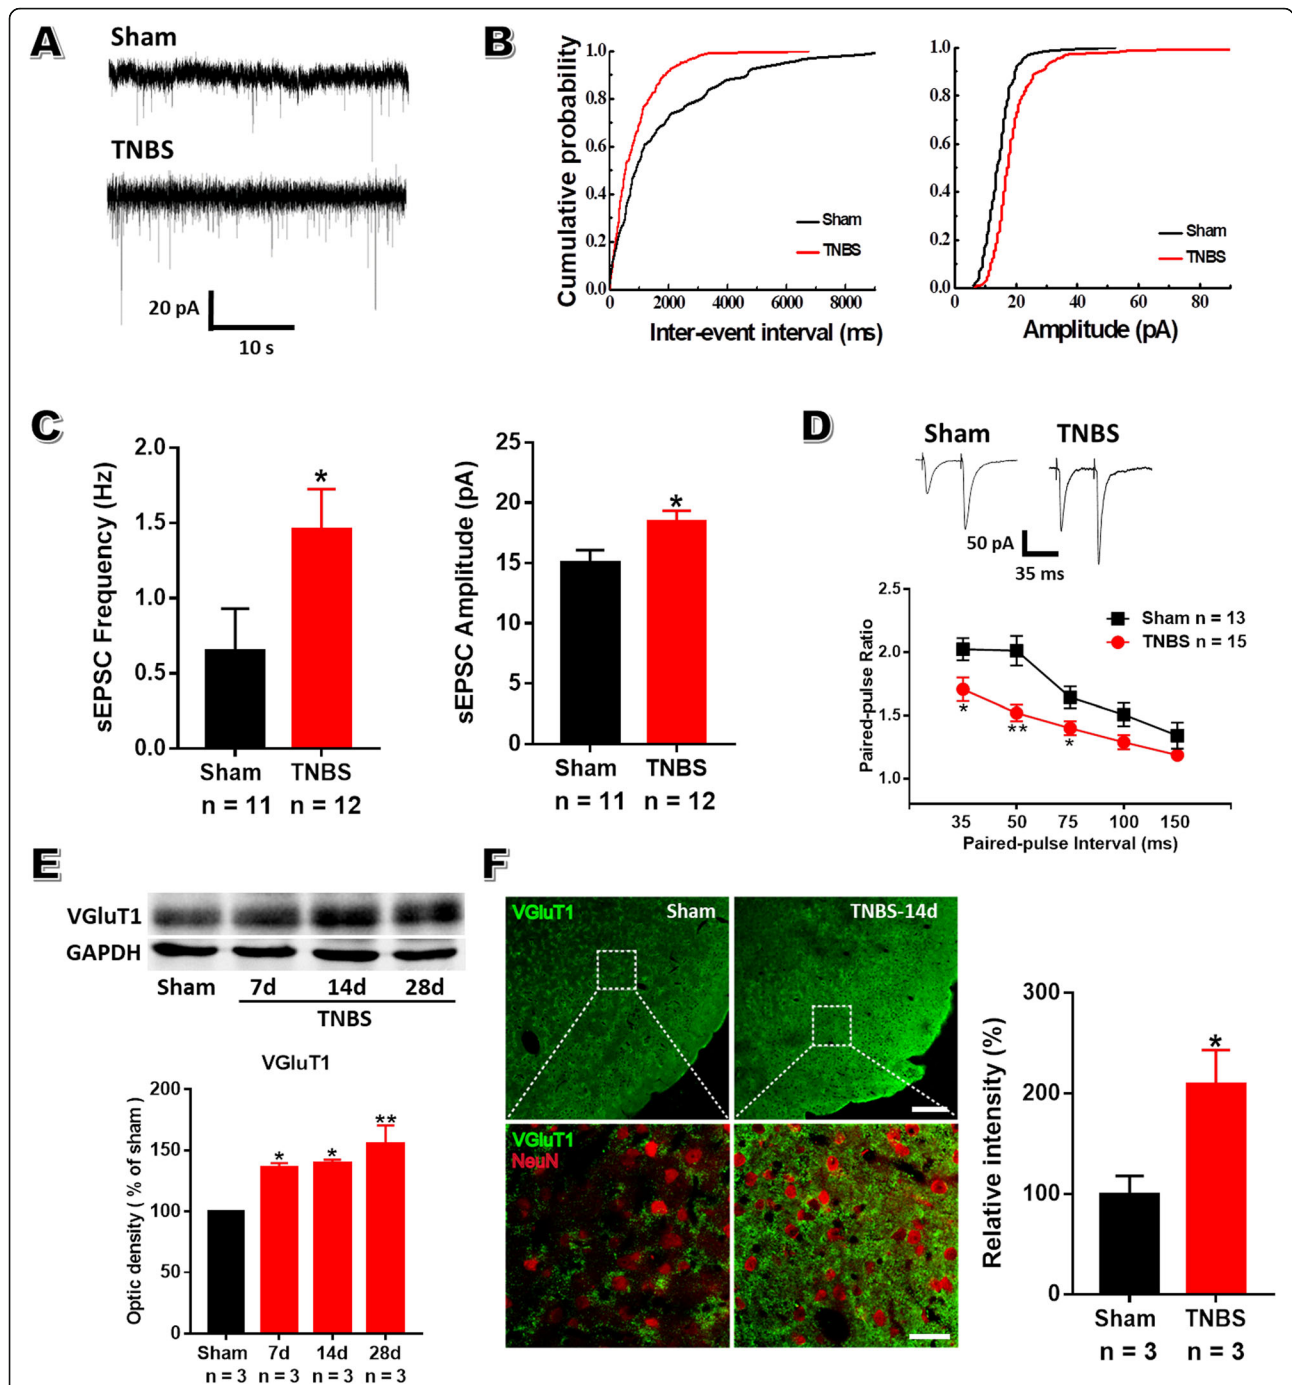 A
Sham
TNBS
20 pA
10 s
B
Cumulative probability
1.0
0.8
0.6
0.4
0.2
0.0
0
2000
4000
6000
8000
Sham
TNBS
Inter-event interval (ms)
1.0
0.8
0.6
0.4
0.2
0.0
0
20
40
60
80
Sham
TNBS
Amplitude (pA)
C
sEPSC Frequency (Hz)
2.0
1.5
1.0
0.5
0.0
*
Sham
TNBS
n = 11
n = 12
sEPSC Amplitude (pA)
25
20
15
10
5
0
*
Sham
TNBS
n = 11
n = 12
D
Sham
TNBS
50 pA
35 ms
Paired-pulse Ratio
2.5
2.0
1.5
1.0
Sham n = 13
TNBS n = 15
*
**
*
35
50
75
100
150
Paired-pulse Interval (ms)
E
VGluT1
GAPDH
Sham
7d
14d
28d
TNBS
VGluT1
Optic density ( % of sham )
200
150
100
50
0
*
*
**
Sham
7d
14d
28d
n = 3
n = 3
n = 3
n = 3
F
VGluT1
Sham
TNBS-14d
VGluT1
NeuN
Relative intensity (%)
300
200
100
0
*
Sham
TNBS
n = 3
n = 3